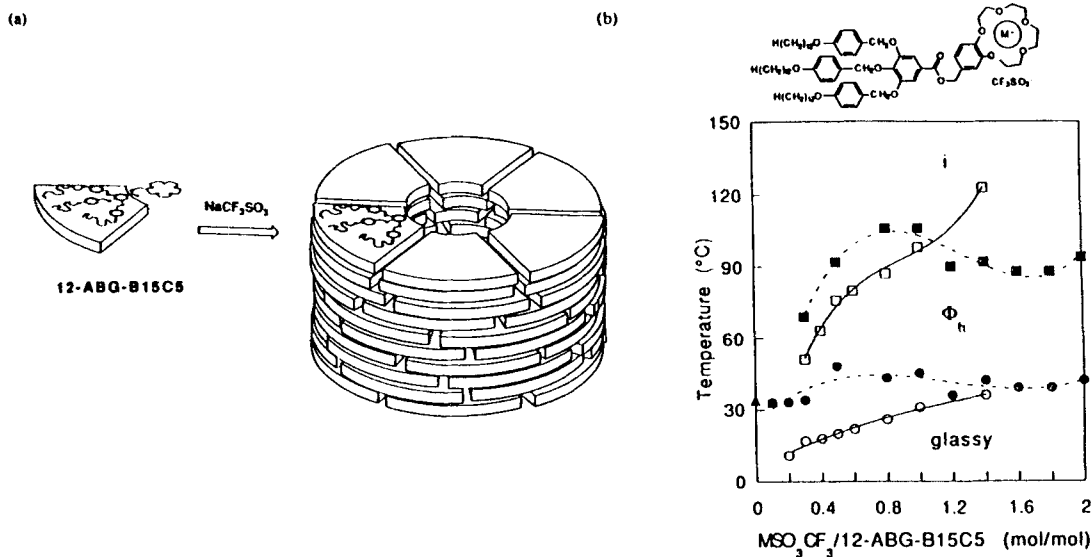 (a)
NaCF₃SO₃
12-ABG-B15C5
(b)
H(CH₂)₁₂O CH₂O
H(CH₂)₁₂O CH₂O
H(CH₂)₁₂O CH₂O
O
O
O
O
O
O
O
O
M⁺
CF₃SO₃
150
120
90
60
30
0
Temperature (°C)
i
Φh
glassy
0 0.4 0.8 1.2 1.6 2
MSO₃CF₃/12-ABG-B15C5 (mol/mol)